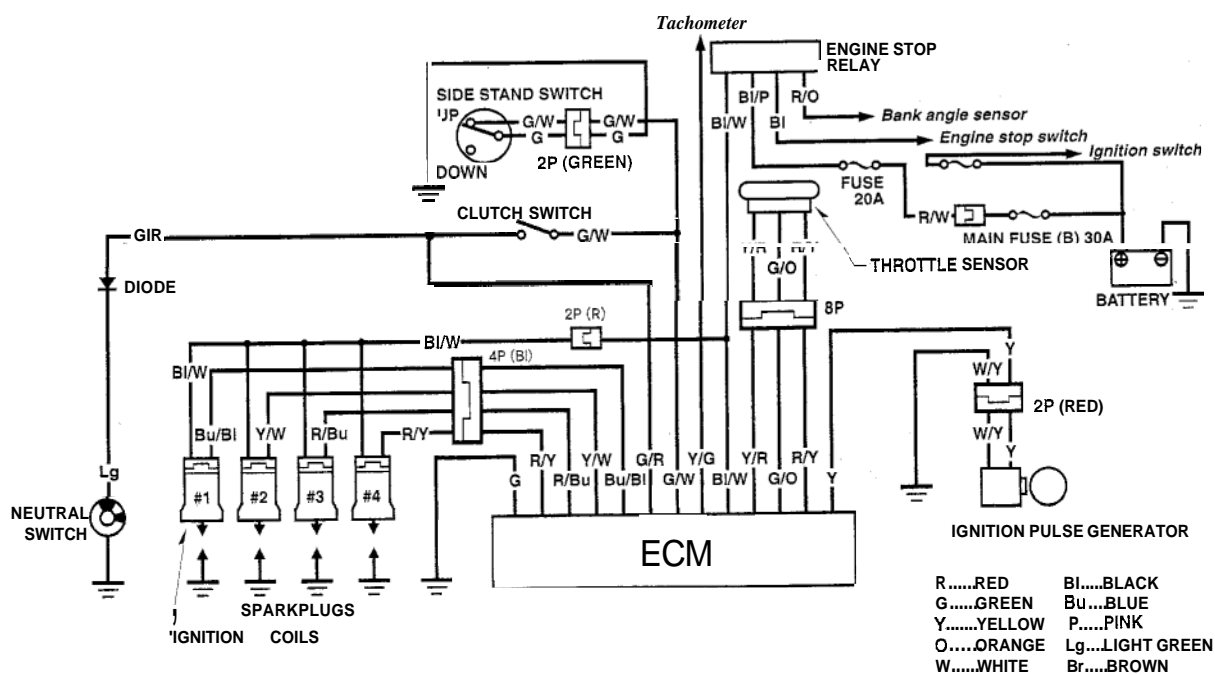 Tachometer
ENGINE STOP
RELAY
Bl/P
R/O
Bl/W
Bl
Bank angle sensor
Engine stop switch
Ignition switch
SIDE STAND SWITCH
UP
G/W
G/W
G
G
2P (GREEN)
DOWN
FUSE
20A
R/W
MAIN FUSE (B) 30A
CLUTCH SWITCH
GIR
G/W
Y/R
G/O
THROTTLE SENSOR
BATTERY
DIODE
2P (R)
8P
Bl/W
4P (Bl)
Bl/W
Y
W/Y
2P (RED)
W/Y
Y
Bu/Bl
Y/W
R/Bu
R/Y
Lg
G
R/Y
R/Bu
Y/W
Bu/Bl
G/R
G/W
Y/G
Bl/W
Y/R
G/O
R/Y
Y
#1
#2
#3
#4
NEUTRAL
SWITCH
ECM
IGNITION PULSE GENERATOR
SPARKPLUGS
'IGNITION COILS
R.....RED
Bl....BLACK
G.....GREEN
Bu...BLUE
Y.......YELLOW
P.....PINK
O.....ORANGE
Lg....LIGHT GREEN
W......WHITE
Br.....BROWN